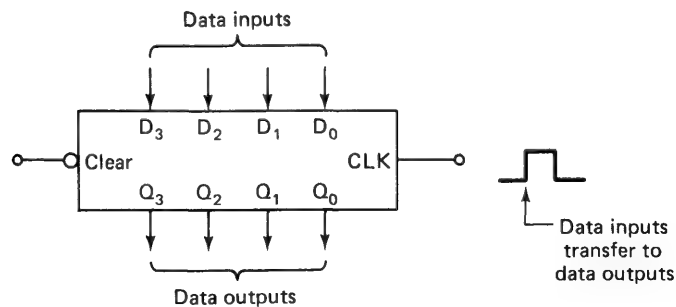 Data inputs
D₃ D₂ D₁ D₀
Clear CLK
Q₃ Q₂ Q₁ Q₀
Data outputs
Data inputs
transfer to
data outputs